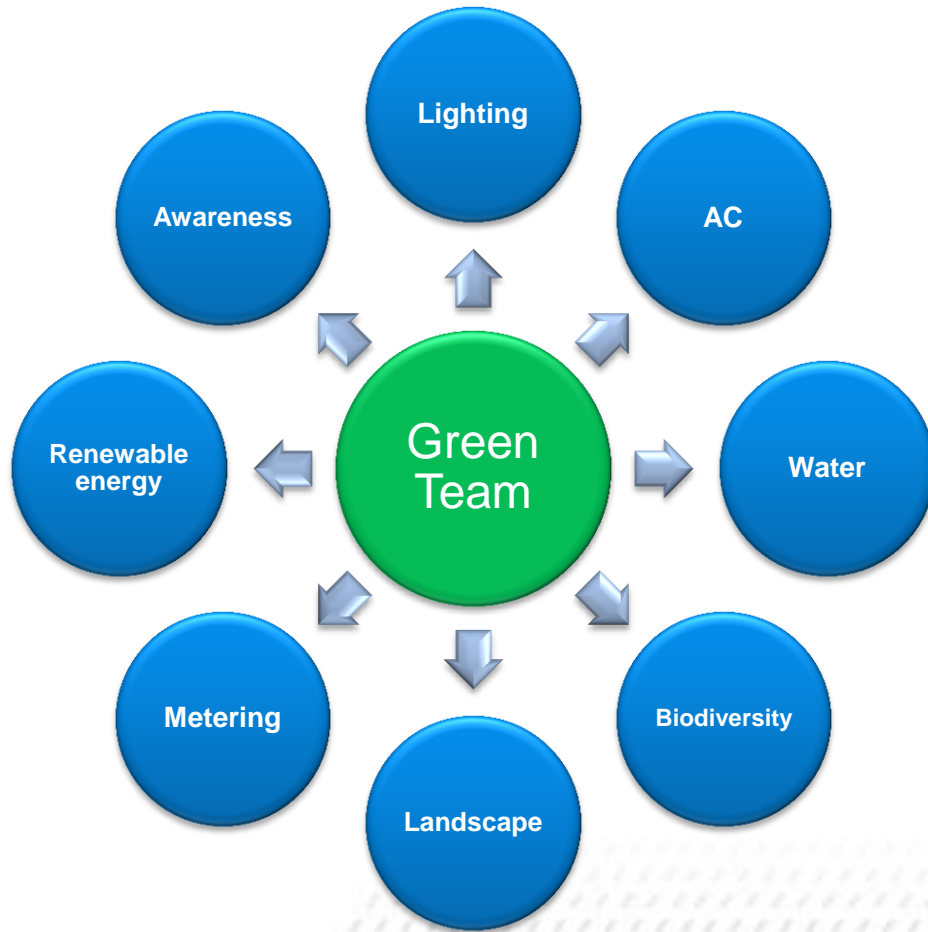 Lighting
AC
Water
Biodiversity
Landscape
Metering
Renewable
energy
Awareness
Green
Team